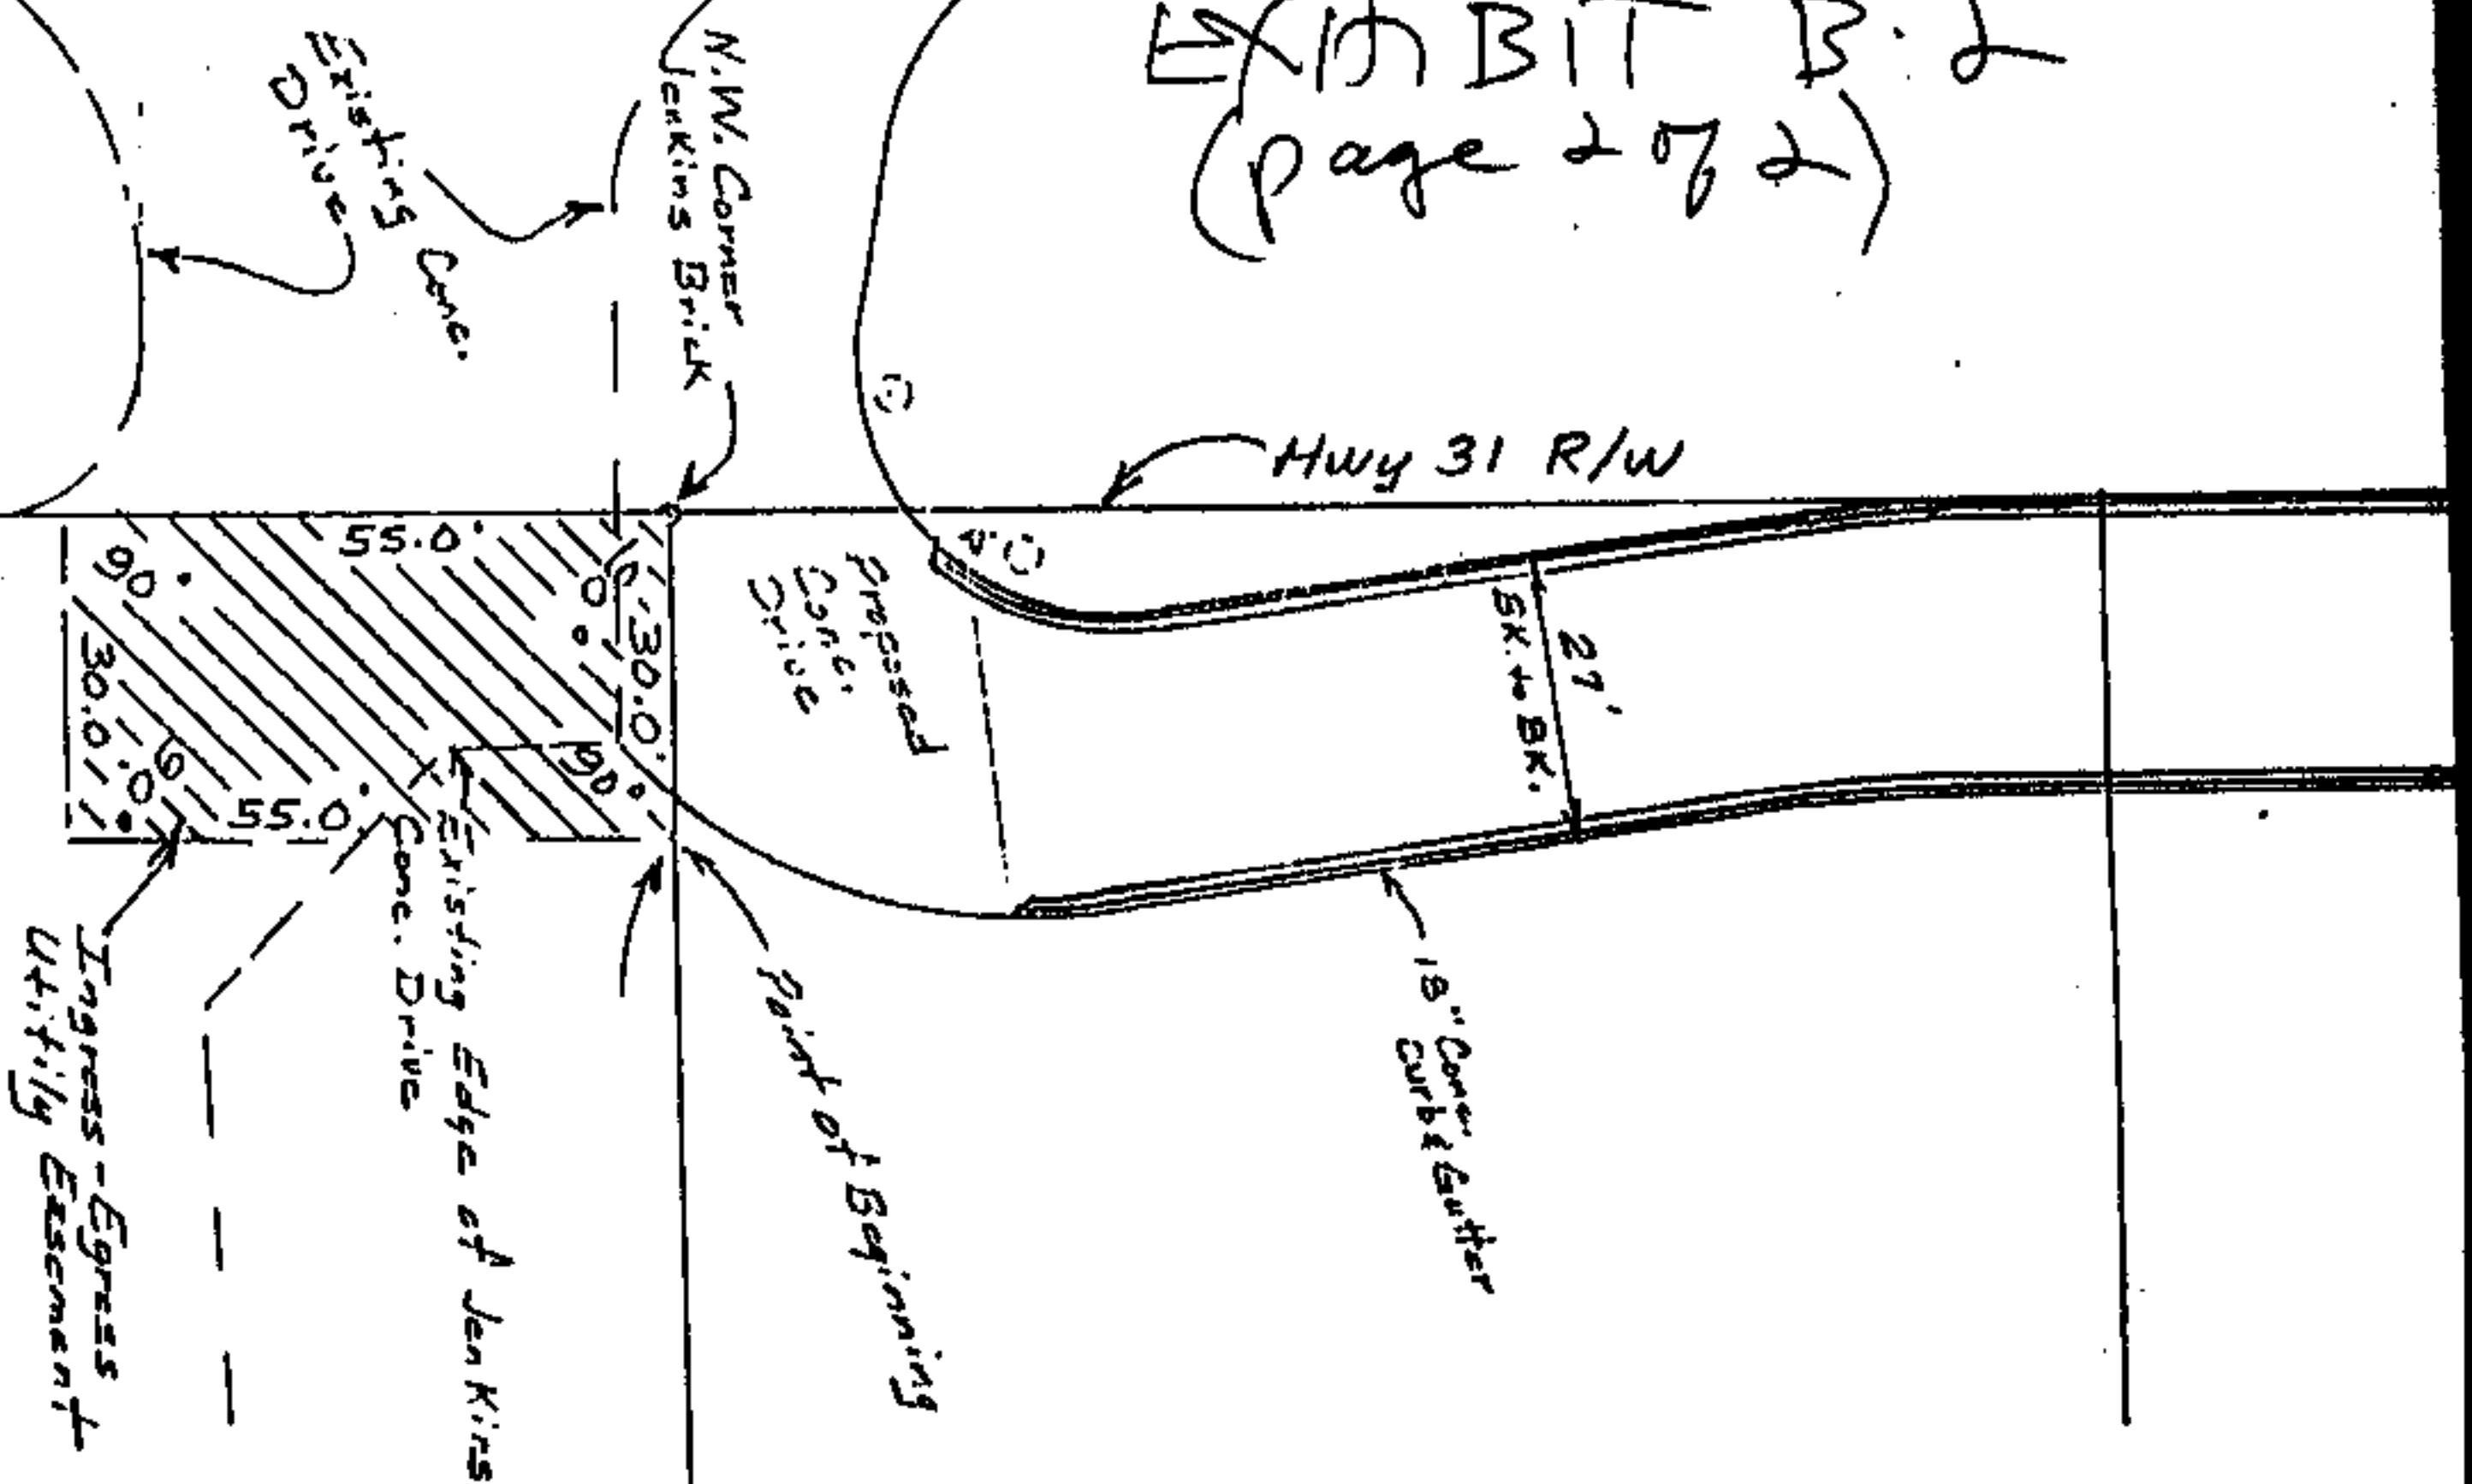 EXHIBIT B-2
(page 2 of 2)
Existing Conc.
Drive
N.W. Corner
Jenkins Brick
Hwy 31 R/W
55.0'
90°
90°
30.0'
30.0'
90°
90°
55.0'
Proposed
Conc.
Drive
27'
BK. to BK.
18" Conc.
Curb & Gutter
Point of Beginning
Existing Edge of Jenkins
Conc. Drive
Ingress-Egress
Utility Easement